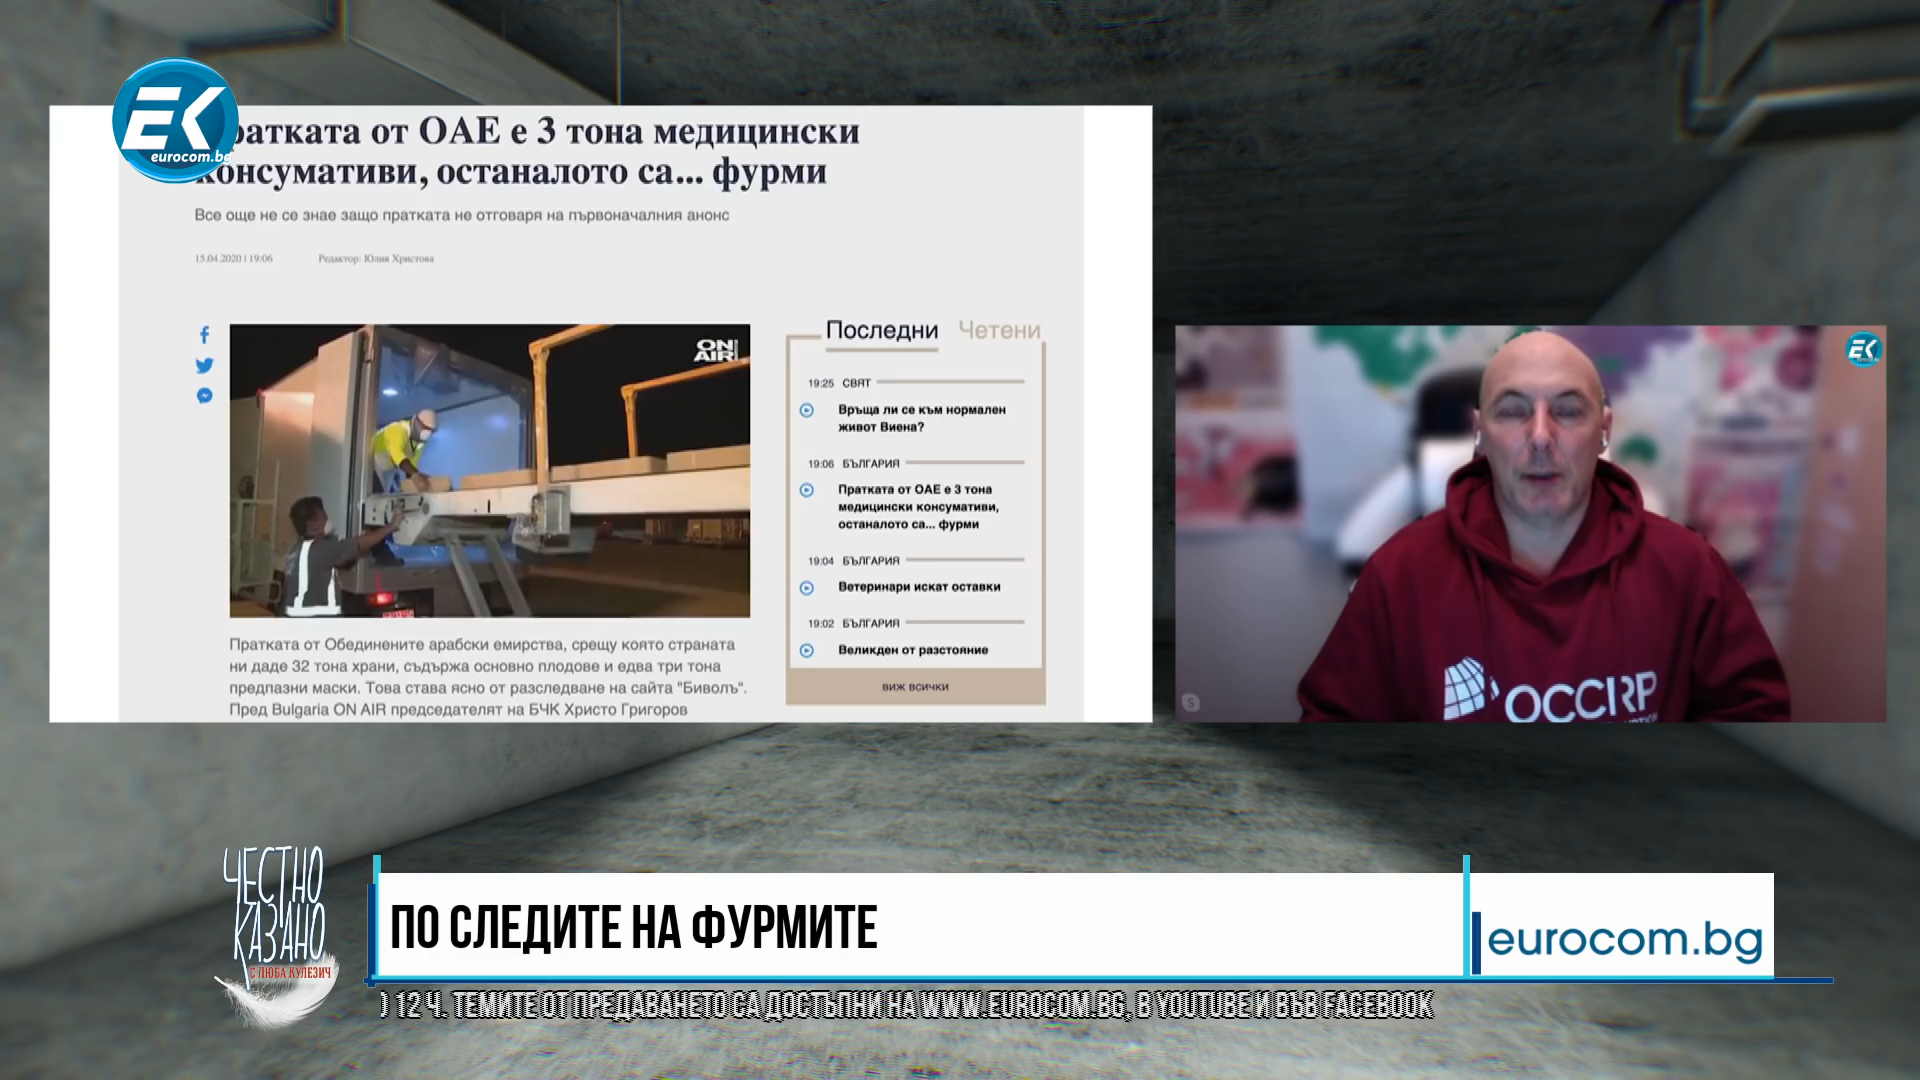 EK
eurocom.bg
ратката от ОАЕ е 3 тона медицински
консумативи, останалото са... фурми
Все още не се знае защо пратката не отговаря на първоначалния анонс
15.04.2020 | 19:06 Редактор: Юлия Христова
ON
AIR
Последни Четени
19:25 СВЯТ
Връща ли се към нормален
живот Виена?
19:06 БЪЛГАРИЯ
Пратката от ОАЕ е 3 тона
медицински консумативи,
останалото са... фурми
19:04 БЪЛГАРИЯ
Ветеринари искат оставки
19:02 БЪЛГАРИЯ
Великден от разстояние
ВИЖ ВСИЧКИ
Пратката от Обединените арабски емирства, срещу която страната
ни даде 32 тона храни, съдържа основно плодове и едва три тона
предпазни маски. Това става ясно от разследване на сайта "Биволъ".
Пред Bulgaria ON AIR председателят на БЧК Христо Григоров
EK
OCCRP
ЧЕСТНО
КАЗАНО
С ЛЮБА КУЛЕЗИЧ
ПО СЛЕДИТЕ НА ФУРМИТЕ
eurocom.bg
12 Ч. ТЕМИТЕ ОТ ПРЕДАВАНЕТО СА ДОСТЪПНИ НА WWW.EUROCOM.BG, В YOUTUBE И ВЪВ FACEBOOK